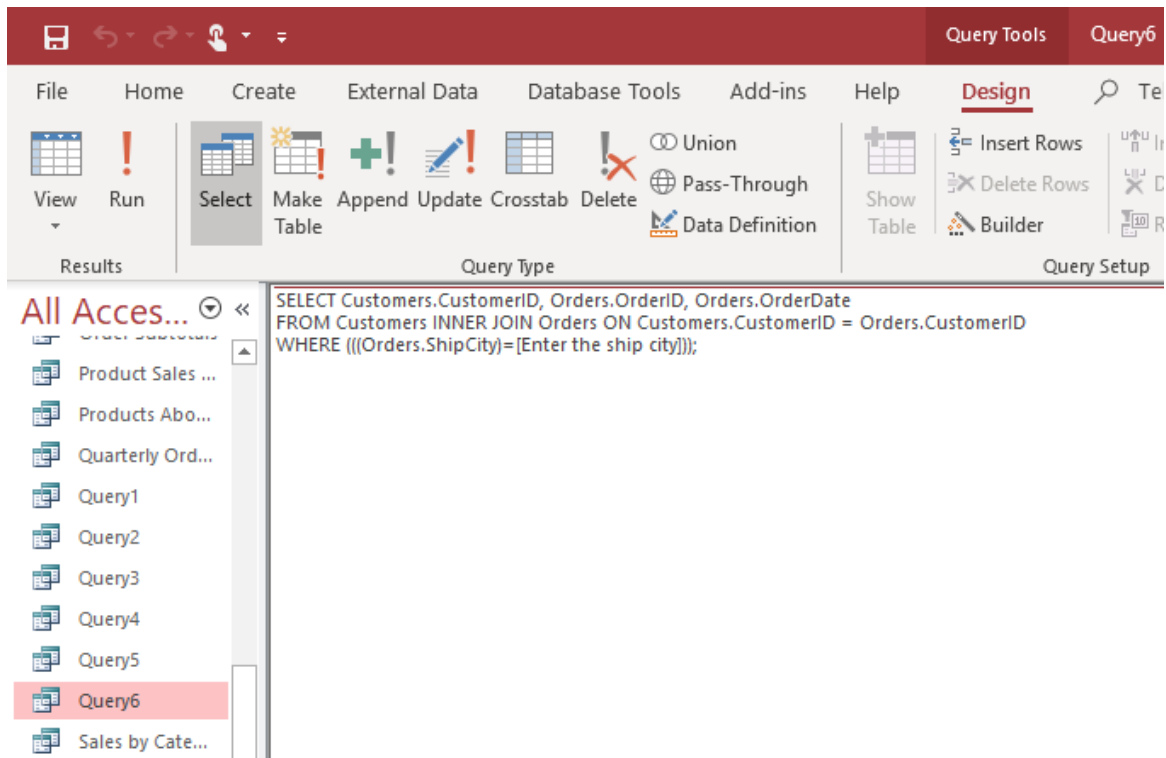 Query Tools Query6
File Home Create External Data Database Tools Add-ins Help Design Te
View Run Select Make Table Append Update Crosstab Delete
Union
Pass-Through
Data Definition
Show Table
Insert Rows
Delete Rows
Builder
Results Query Type Query Setup
All Acces...
Product Sales ...
Products Abo...
Quarterly Ord...
Query1
Query2
Query3
Query4
Query5
Query6
Sales by Cate...
SELECT Customers.CustomerID, Orders.OrderID, Orders.OrderDate
FROM Customers INNER JOIN Orders ON Customers.CustomerID = Orders.CustomerID
WHERE (((Orders.ShipCity)=[Enter the ship city]));